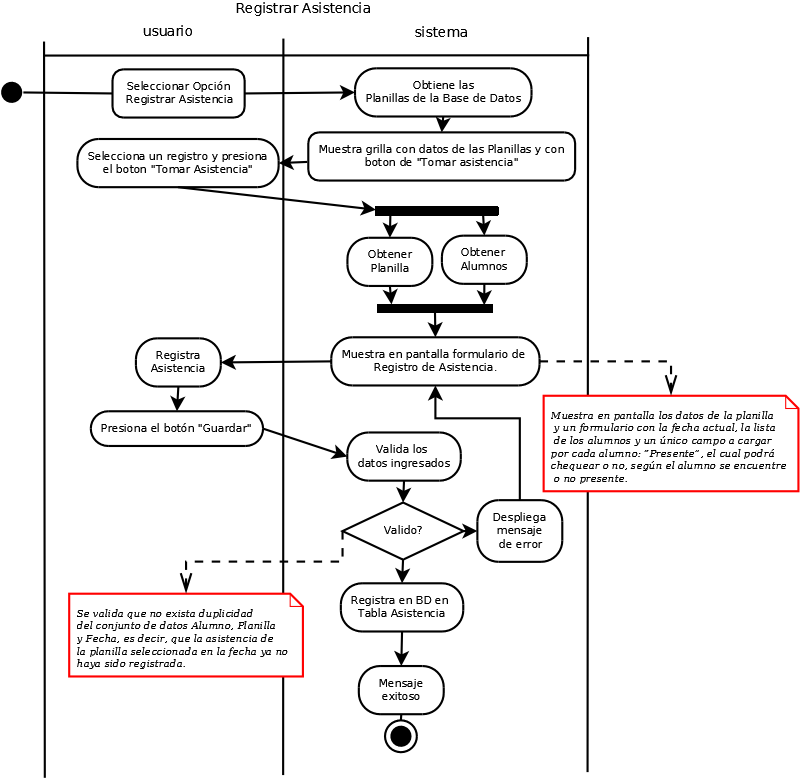 Registrar Asistencia
usuario
sistema
Seleccionar Opción
Registrar Asistencia
Obtiene las
Planillas de la Base de Datos
Muestra grilla con datos de las Planillas y con
boton de "Tomar asistencia"
Selecciona un registro y presiona
el boton "Tomar Asistencia"
Obtener
Planilla
Obtener
Alumnos
Muestra en pantalla formulario de
Registro de Asistencia.
Registra
Asistencia
Presiona el botón "Guardar"
Muestra en pantalla los datos de la planilla
y un formulario con la fecha actual, la lista
de los alumnos y un único campo a cargar
por cada alumno: "Presente", el cual podrá
chequear o no, según el alumno se encuentre
o no presente.
Valida los
datos ingresados
Valido?
Despliega
mensaje
de error
Se valida que no exista duplicidad
del conjunto de datos Alumno, Planilla
y Fecha, es decir, que la asistencia de
la planilla seleccionada en la fecha ya no
haya sido registrada.
Registra en BD en
Tabla Asistencia
Mensaje
exitoso